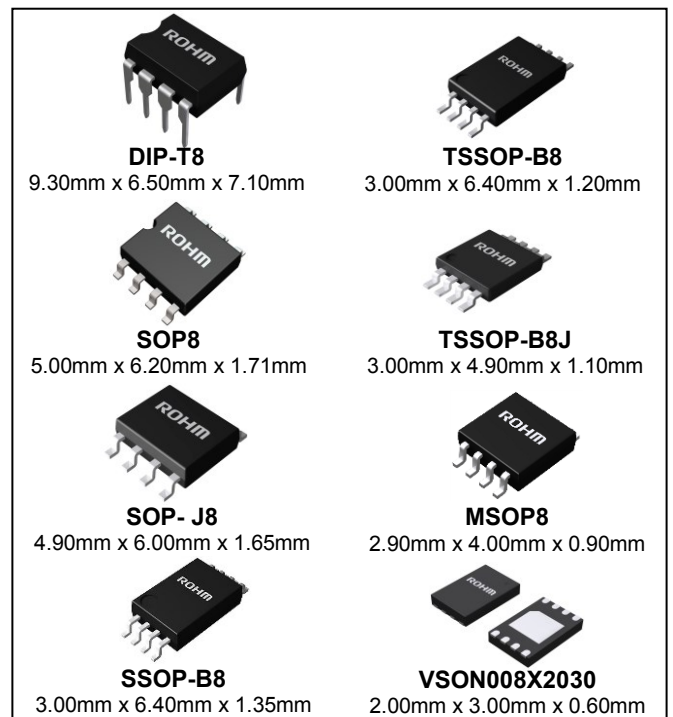 ROHM
DIP-T8
9.30mm x 6.50mm x 7.10mm
ROHM
TSSOP-B8
3.00mm x 6.40mm x 1.20mm
ROHM
SOP8
5.00mm x 6.20mm x 1.71mm
ROHM
TSSOP-B8J
3.00mm x 4.90mm x 1.10mm
ROHM
SOP- J8
4.90mm x 6.00mm x 1.65mm
ROHM
MSOP8
2.90mm x 4.00mm x 0.90mm
ROHM
SSOP-B8
3.00mm x 6.40mm x 1.35mm
ROHM
VSON008X2030
2.00mm x 3.00mm x 0.60mm